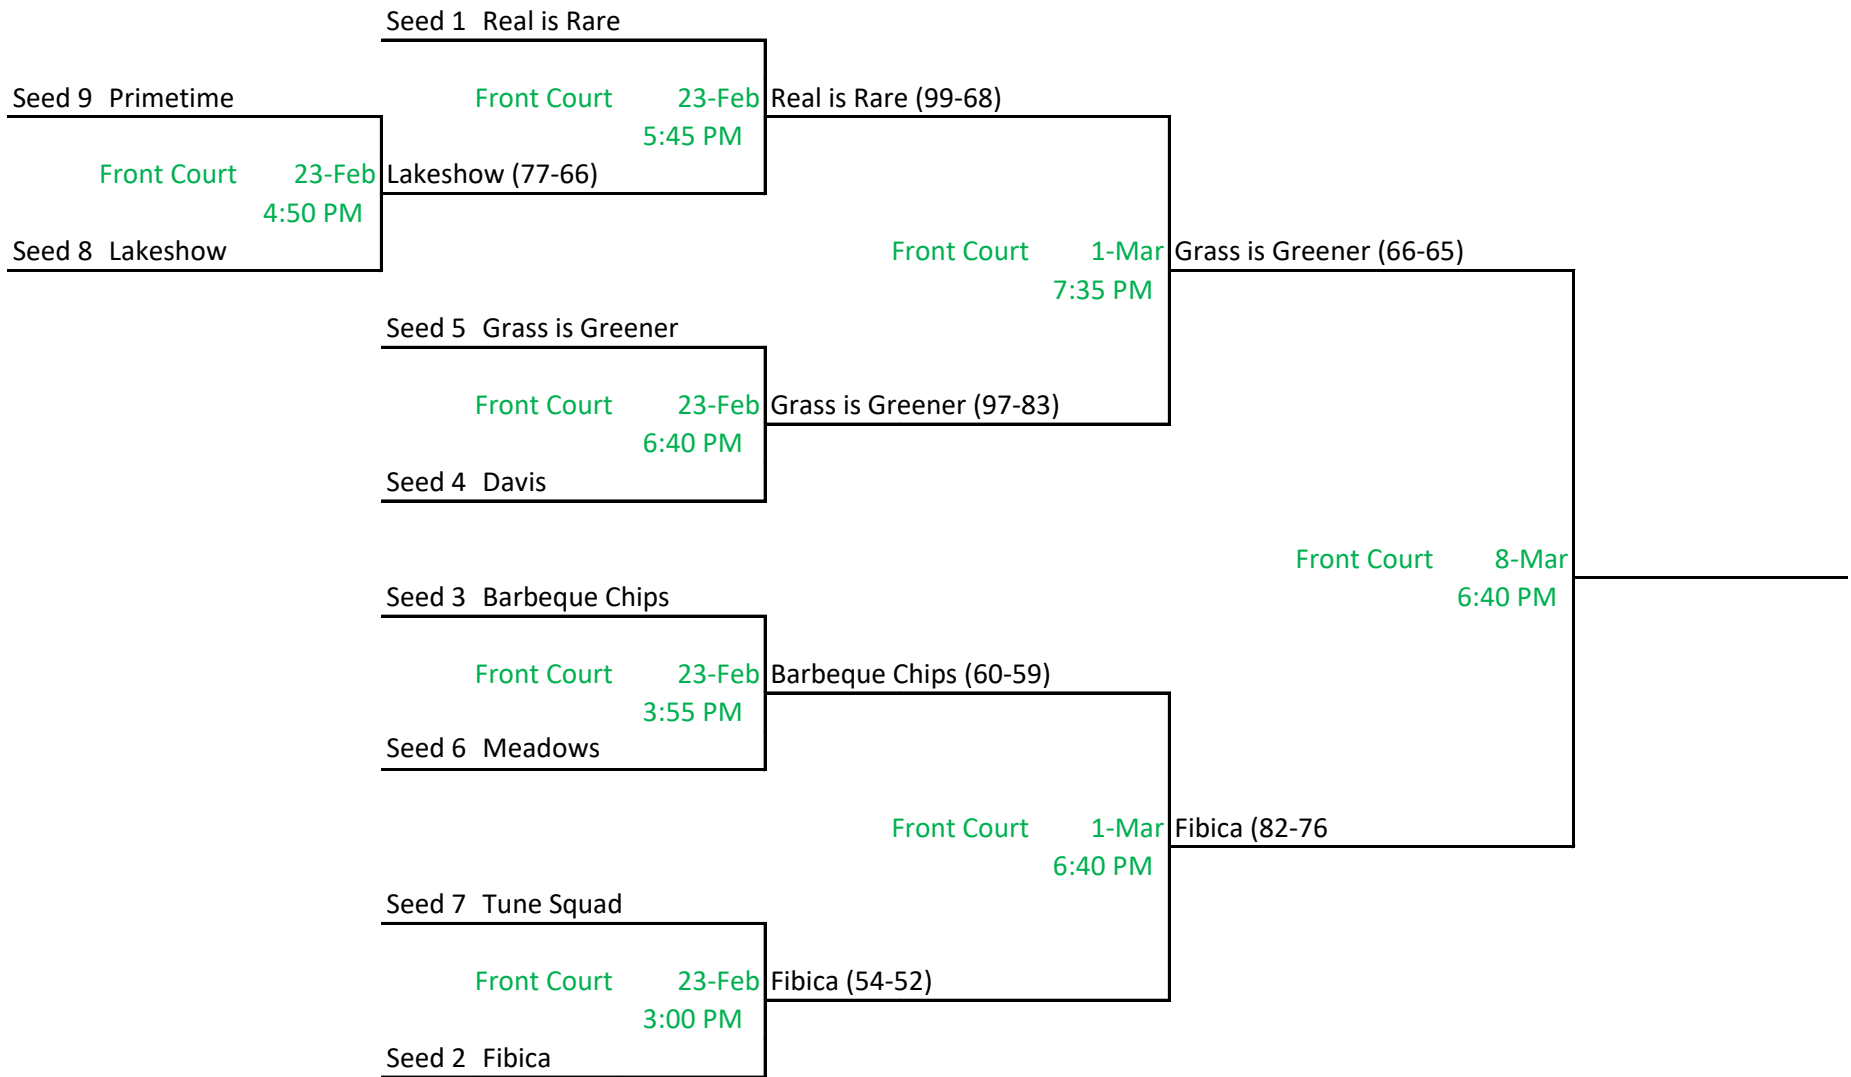 Seed 1 Real is Rare
Seed 9 Primetime
Front Court 23-Feb Real is Rare (99-68)
5:45 PM
Front Court 23-Feb Lakeshow (77-66)
4:50 PM
Seed 8 Lakeshow
Front Court 1-Mar Grass is Greener (66-65)
7:35 PM
Seed 5 Grass is Greener
Front Court 23-Feb Grass is Greener (97-83)
6:40 PM
Seed 4 Davis
Front Court 8-Mar
Seed 3 Barbeque Chips
6:40 PM
Front Court 23-Feb Barbeque Chips (60-59)
3:55 PM
Seed 6 Meadows
Front Court 1-Mar Fibica (82-76
6:40 PM
Seed 7 Tune Squad
Front Court 23-Feb Fibica (54-52)
3:00 PM
Seed 2 Fibica